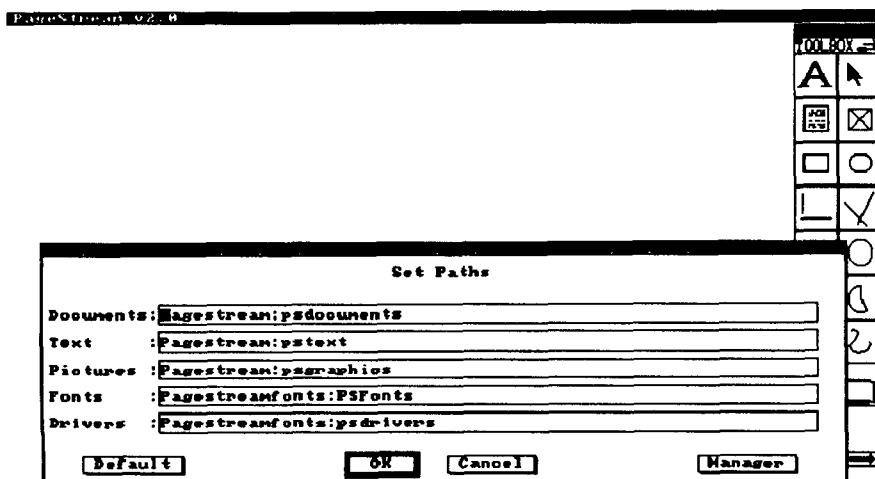 PageStream v2.0
TOOLBOX
A
Set Paths
Documents:Pagestream:psdocuments
Text :Pagestream:pstext
Pictures :Pagestream:psgraphics
Fonts :Pagestreamfonts:PSFonts
Drivers :Pagestreamfonts:psdrivers
Default OK Cancel Manager